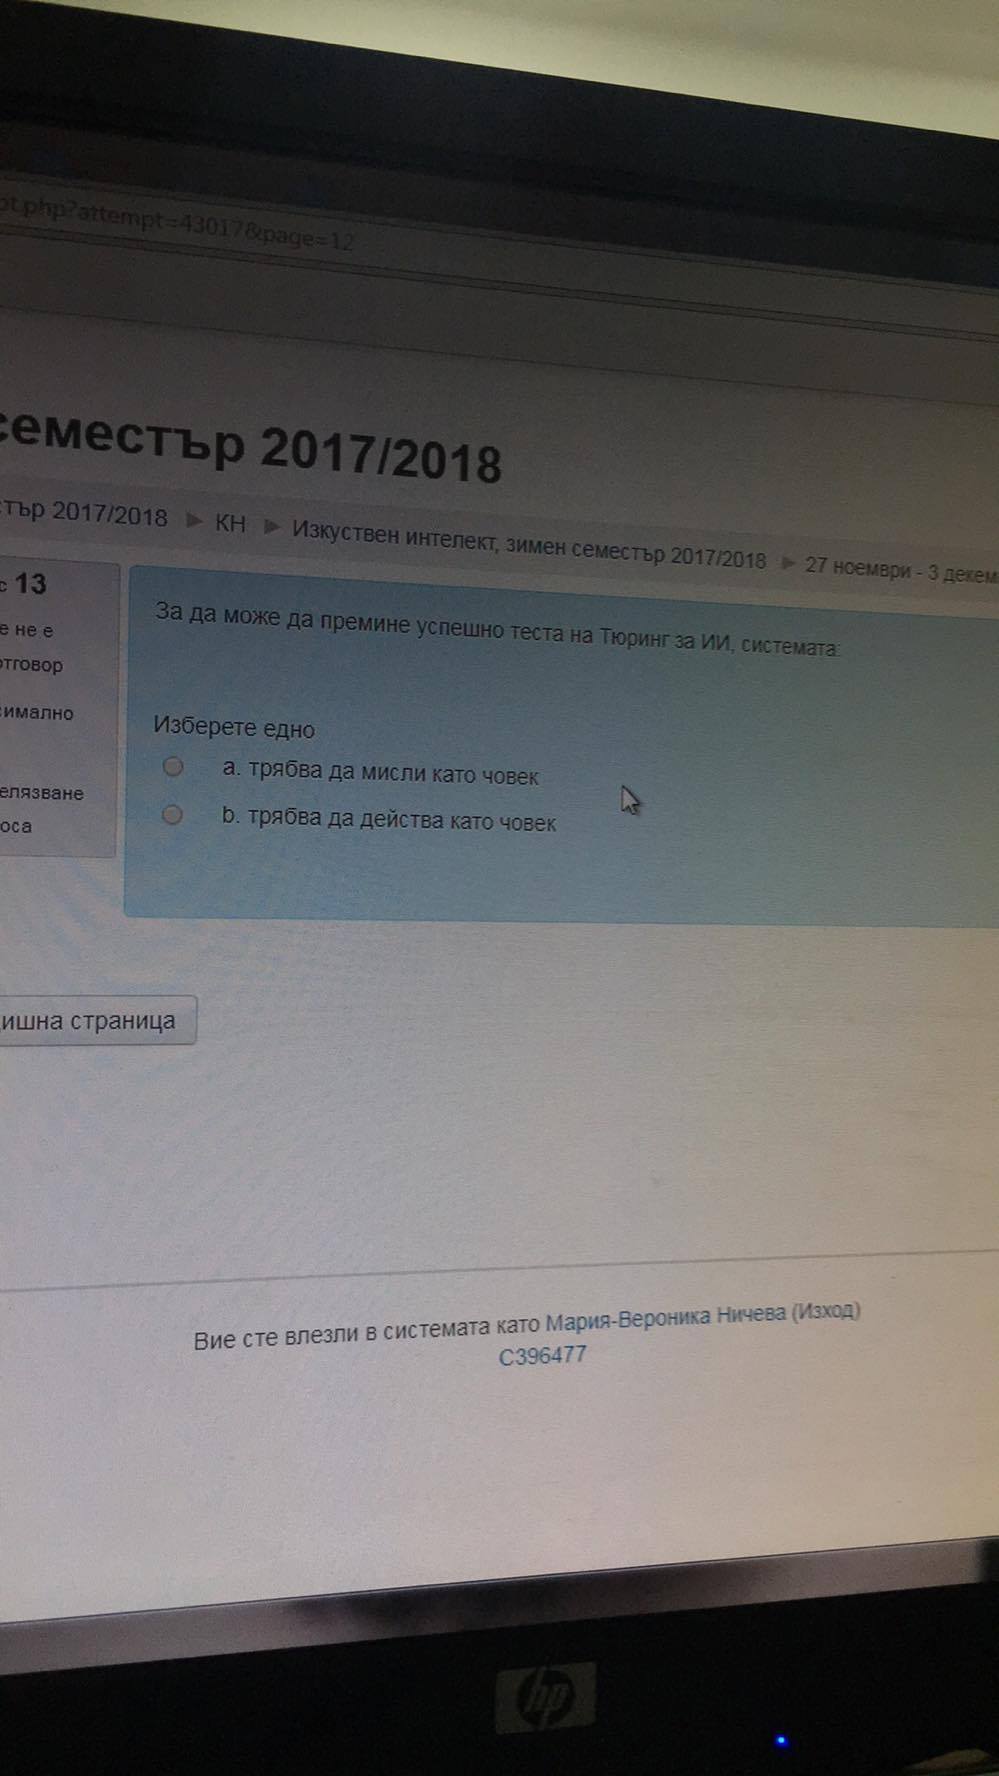 pt.php?attempt=43017&page=12
семестър 2017/2018
стър 2017/2018 ► КН ► Изкуствен интелект, зимен семестър 2017/2018 ► 27 ноември - 3 декем
с 13
е не е
отговор
симално
елязване
оса
За да може да премине успешно теста на Тюринг за ИИ, системата:
Изберете едно
a. трябва да мисли като човек
b. трябва да действа като човек
ишна страница
Вие сте влезли в системата като Мария-Вероника Ничева (Изход)
СЗ96477
hp